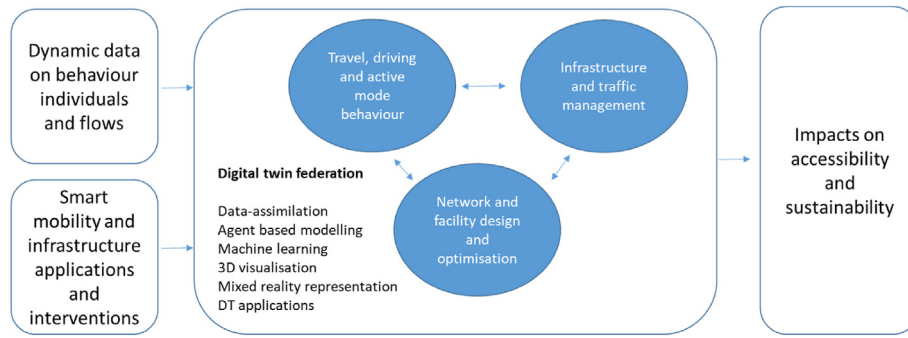 Dynamic data
on behaviour
individuals
and flows
Smart
mobility and
infrastructure
applications
and
interventions
Travel, driving
and active
mode
behaviour
Infrastructure
and traffic
management
Network and
facility design
and
optimisation
Digital twin federation
Data-assimilation
Agent based modelling
Machine learning
3D visualisation
Mixed reality representation
DT applications
Impacts on
accessibility
and
sustainability